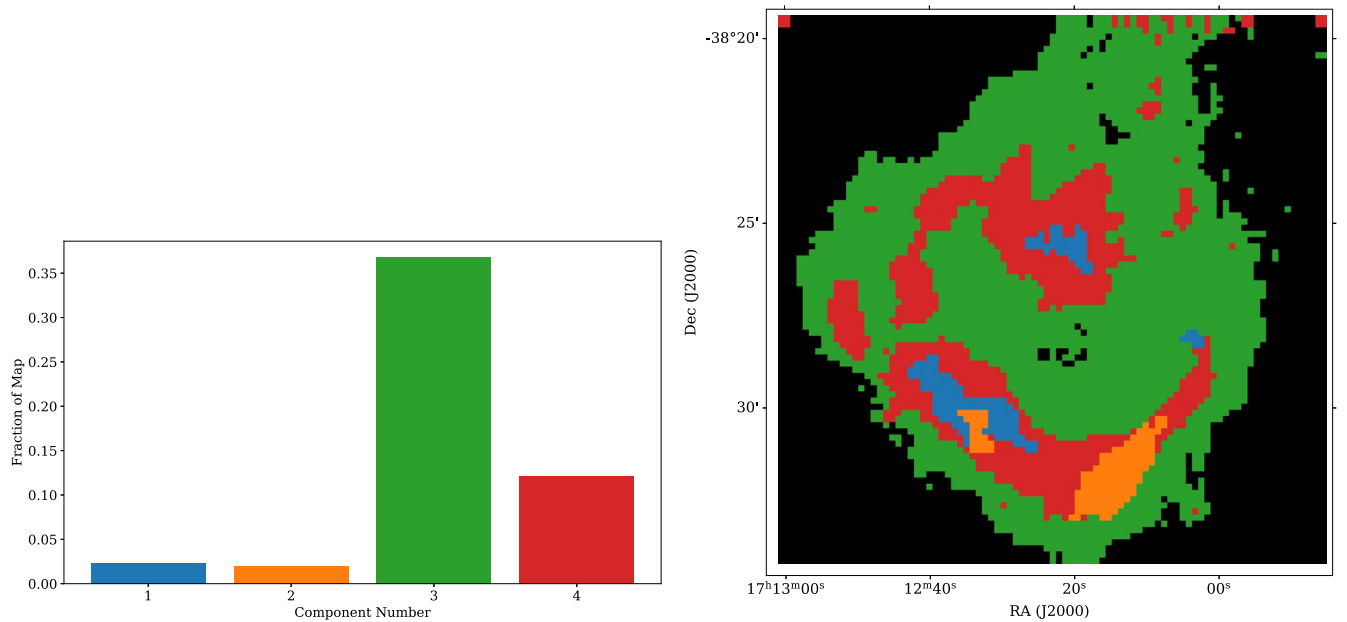 0.35
0.30
0.25
0.20
0.15
0.10
0.05
0.00
Fraction of Map
1 2 3 4
Component Number
-38°20'
25'
30'
Dec (J2000)
17ʰ13ᵐ00ˢ 12ᵐ40ˢ 20ˢ 00ˢ
RA (J2000)